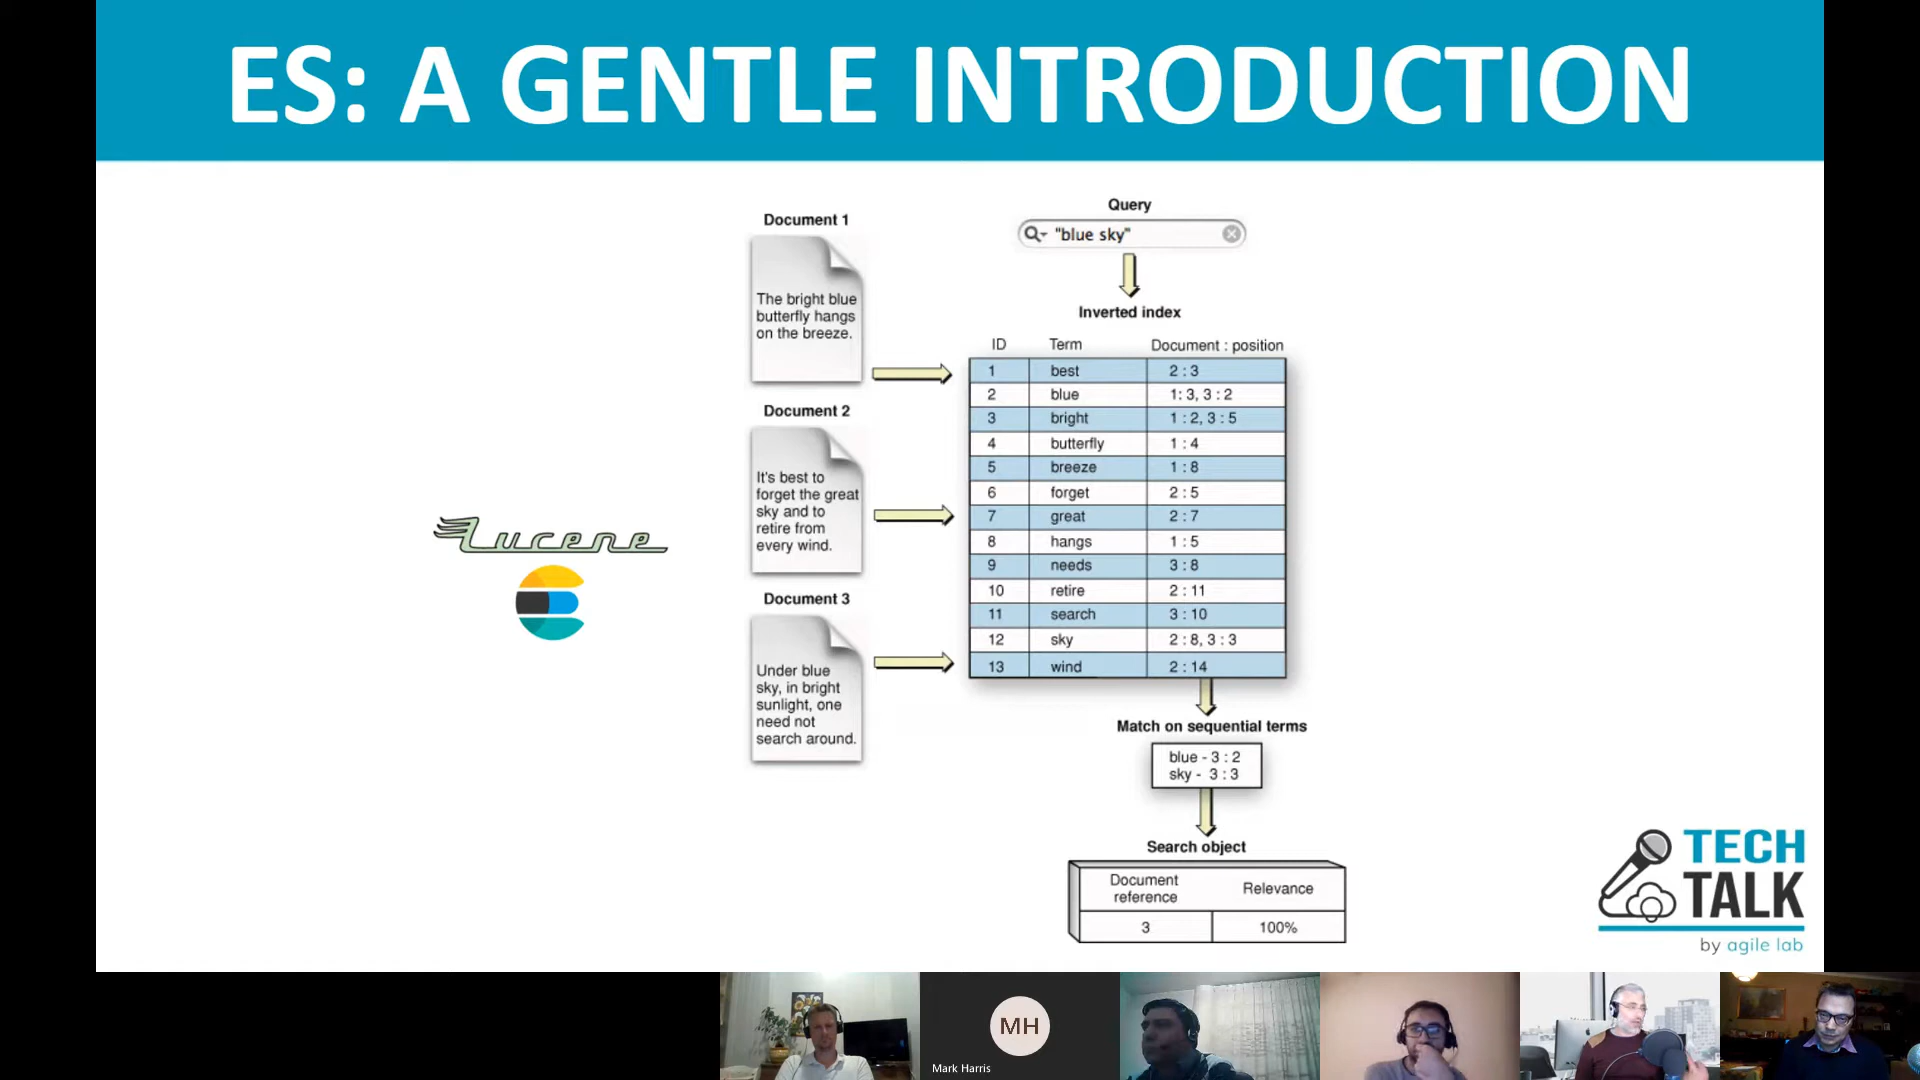 ES: A GENTLE INTRODUCTION
Document 1
The bright blue
butterfly hangs
on the breeze.
Document 2
It's best to
forget the great
sky and to
retire from
every wind.
Document 3
Under blue
sky, in bright
sunlight, one
need not
search around.
Lucene
Query
"blue sky"
Inverted index
ID Term Document : position
1 best 2 : 3
2 blue 1: 3, 3 : 2
3 bright 1 : 2, 3 : 5
4 butterfly 1 : 4
5 breeze 1 : 8
6 forget 2 : 5
7 great 2 : 7
8 hangs 1 : 5
9 needs 3 : 8
10 retire 2 : 11
11 search 3 : 10
12 sky 2 : 8, 3 : 3
13 wind 2 : 14
Match on sequential terms
blue - 3 : 2
sky - 3 : 3
Search object
Document
reference
Relevance
3 100%
TECH
TALK
by agile lab
MH
Mark Harris